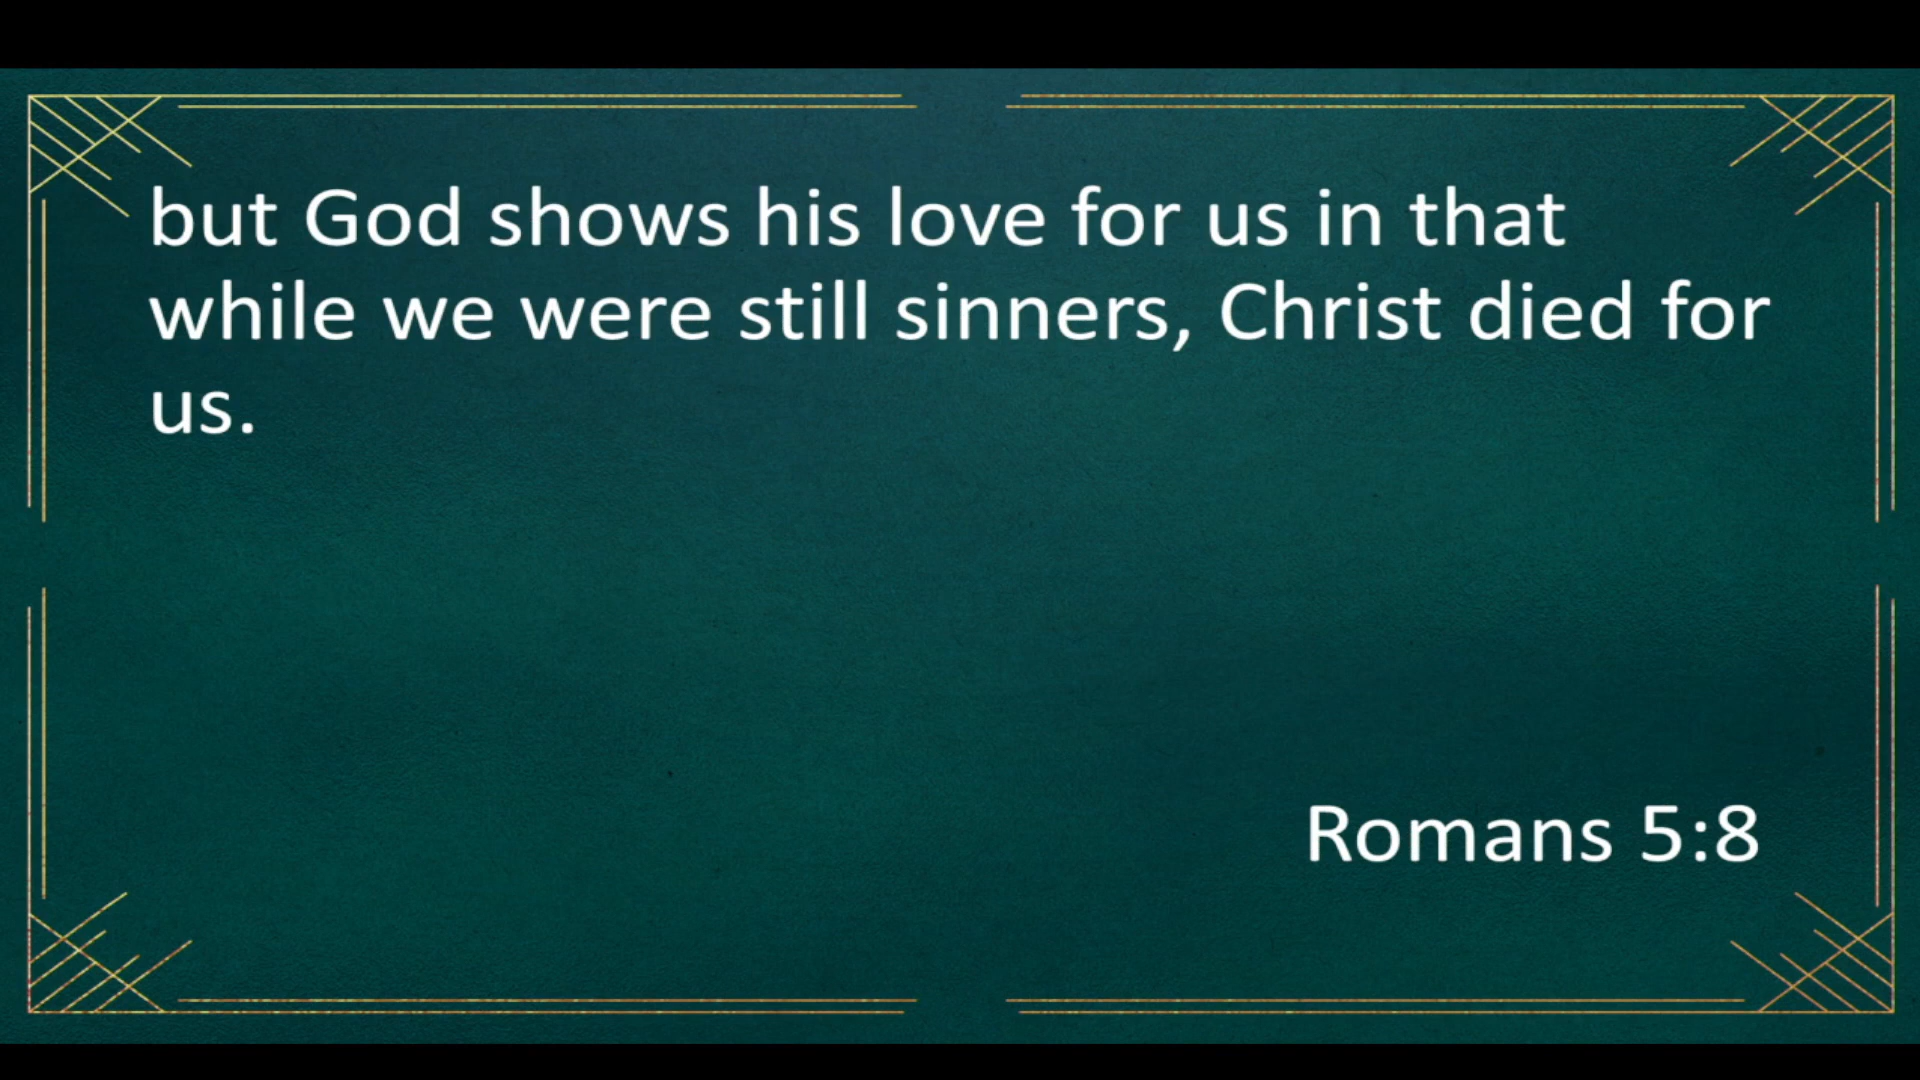 but God shows his love for us in that
while we were still sinners, Christ died for
us.
Romans 5:8